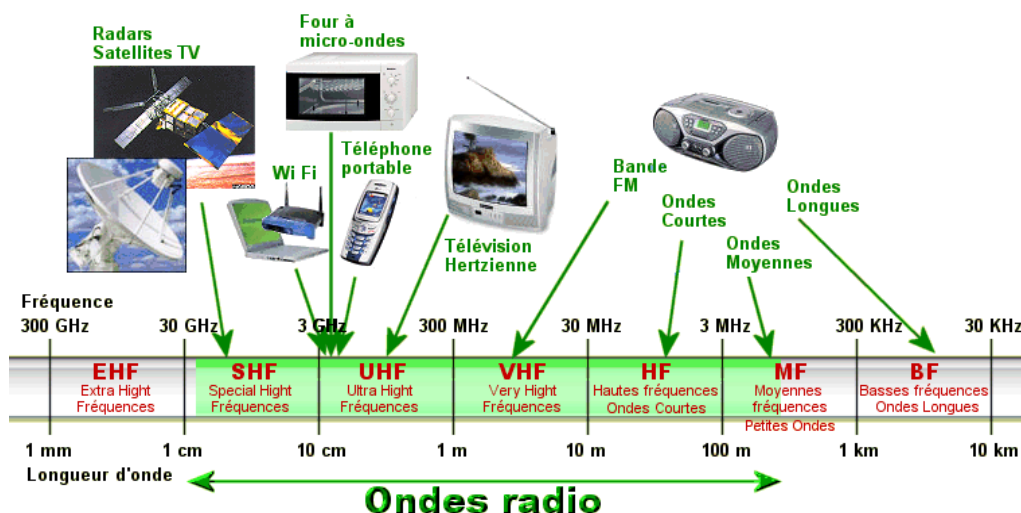 Radars
Satellites TV
Four à
micro-ondes
Wi Fi
Téléphone
portable
Télévision
Hertzienne
Bande
FM
Ondes
Courtes
Ondes
Moyennes
Ondes
Longues
Fréquence
300 GHz 30 GHz 3 GHz 300 MHz 30 MHz 3 MHz 300 KHz 30 KHz
EHF
Extra Hight
Fréquences
SHF
Special Hight
Fréquences
UHF
Ultra Hight
Fréquences
VHF
Very Hight
Fréquences
HF
Hautes fréquences
Ondes Courtes
MF
Moyennes
fréquences
Petites Ondes
BF
Basses fréquences
Ondes Longues
1 mm 1 cm 10 cm 1 m 10 m 100 m 1 km 10 km
Longueur d'onde
Ondes radio